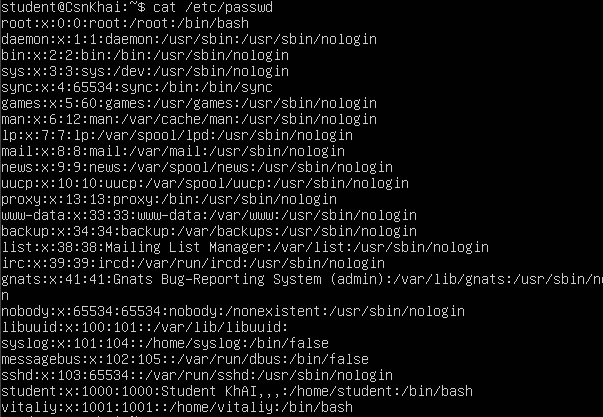 student@CsnKhai:~$ cat /etc/passwd
root:x:0:0:root:/root:/bin/bash
daemon:x:1:1:daemon:/usr/sbin:/usr/sbin/nologin
bin:x:2:2:bin:/bin:/usr/sbin/nologin
sys:x:3:3:sys:/dev:/usr/sbin/nologin
sync:x:4:65534:sync:/bin:/bin/sync
games:x:5:60:games:/usr/games:/usr/sbin/nologin
man:x:6:12:man:/var/cache/man:/usr/sbin/nologin
lp:x:7:7:lp:/var/spool/lpd:/usr/sbin/nologin
mail:x:8:8:mail:/var/mail:/usr/sbin/nologin
news:x:9:9:news:/var/spool/news:/usr/sbin/nologin
uucp:x:10:10:uucp:/var/spool/uucp:/usr/sbin/nologin
proxy:x:13:13:proxy:/bin:/usr/sbin/nologin
www-data:x:33:33:www-data:/var/www:/usr/sbin/nologin
backup:x:34:34:backup:/var/backups:/usr/sbin/nologin
list:x:38:38:Mailing List Manager:/var/list:/usr/sbin/nologin
irc:x:39:39:ircd:/var/run/ircd:/usr/sbin/nologin
gnats:x:41:41:Gnats Bug-Reporting System (admin):/var/lib/gnats:/usr/sbin/no
n
nobody:x:65534:65534:nobody:/nonexistent:/usr/sbin/nologin
libuuid:x:100:101::/var/lib/libuuid:
syslog:x:101:104::/home/syslog:/bin/false
messagebus:x:102:105::/var/run/dbus:/bin/false
sshd:x:103:65534::/var/run/sshd:/usr/sbin/nologin
student:x:1000:1000:Student KhAI,,,:/home/student:/bin/bash
vitaliy:x:1001:1001::/home/vitaliy:/bin/bash